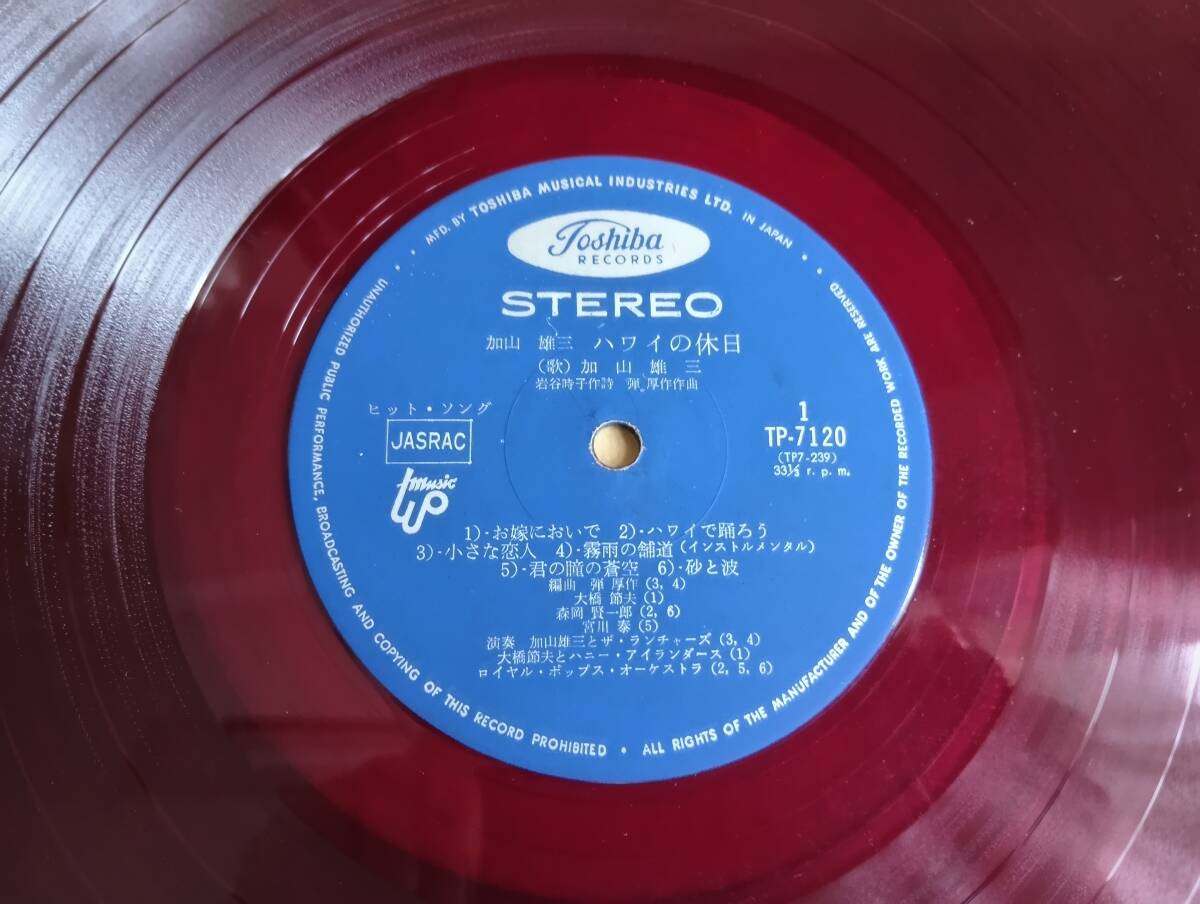 MFD. BY TOSHIBA MUSICAL INDUSTRIES LTD. IN JAPAN
Toshiba
RECORDS
STEREO
加山 雄三 ハワイの休日
(歌) 加山 雄三
岩谷時子作詩 弾 厚作作曲
ヒット・ソング
JASRAC
music
1
TP-7120
(TP7-239)
33⅓ r. p. m.
1)・お嫁においで 2)・ハワイで踊ろう
3)・小さな恋人 4)・霧雨の舗道 (インストルメンタル)
5)・君の瞳の蒼空 6)・砂と波
編曲 弾 厚作 (3, 4)
大橋 節夫 (1)
森岡 賢一郎 (2, 6)
宮川 泰 (5)
演奏 加山雄三とザ・ランチャーズ (3, 4)
大橋節夫とハニー・アイランダース (1)
ロイヤル・ポップス・オーケストラ (2, 5, 6)
UNAUTHORIZED PUBLIC PERFORMANCE, BROADCASTING AND COPYING OF THIS RECORD PROHIBITED • ALL RIGHTS OF THE MANUFACTURER AND OF THE OWNER OF THE RECORDED WORK ARE RESERVED